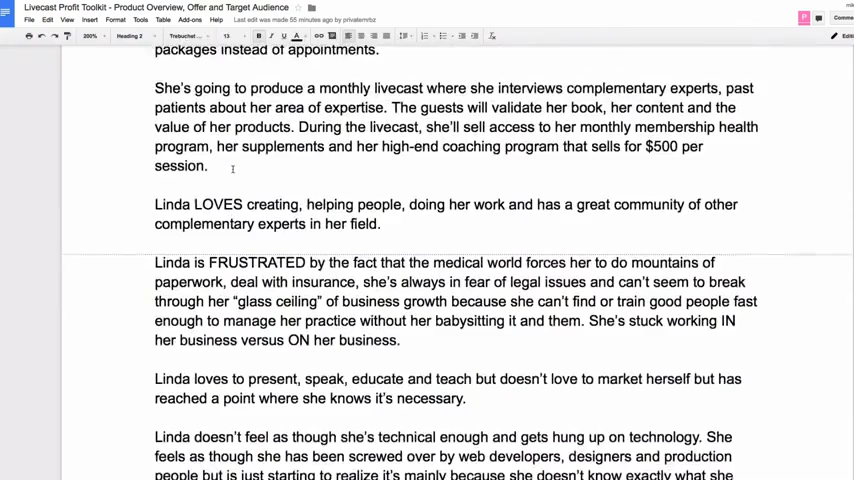 Livecast Profit Toolkit - Product Overview, Offer and Target Audience
File Edit View Insert Format Tools Table Add-ons Help Last edit was made 55 minutes ago by privatemrbz
P Comme
200% Heading 2 Trebuchet ... 13 B I U A Editi
packages instead of appointments.
She's going to produce a monthly livecast where she interviews complementary experts, past
patients about her area of expertise. The guests will validate her book, her content and the
value of her products. During the livecast, she'll sell access to her monthly membership health
program, her supplements and her high-end coaching program that sells for $500 per
session.
Linda LOVES creating, helping people, doing her work and has a great community of other
complementary experts in her field.
Linda is FRUSTRATED by the fact that the medical world forces her to do mountains of
paperwork, deal with insurance, she's always in fear of legal issues and can't seem to break
through her “glass ceiling” of business growth because she can't find or train good people fast
enough to manage her practice without her babysitting it and them. She's stuck working IN
her business versus ON her business.
Linda loves to present, speak, educate and teach but doesn't love to market herself but has
reached a point where she knows it's necessary.
Linda doesn't feel as though she's technical enough and gets hung up on technology. She
feels as though she has been screwed over by web developers, designers and production
people but is just starting to realize it's mainly because she doesn't know exactly what she